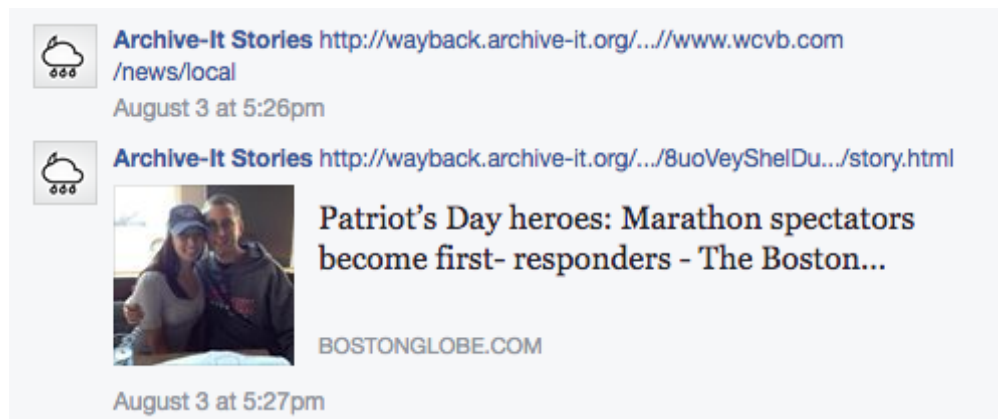 Archive-It Stories http://wayback.archive-it.org/...//www.wcvb.com
/news/local
August 3 at 5:26pm
Archive-It Stories http://wayback.archive-it.org/.../8uoVeyShelDu.../story.html
Patriot’s Day heroes: Marathon spectators
become first- responders - The Boston...
BOSTONGLOBE.COM
August 3 at 5:27pm